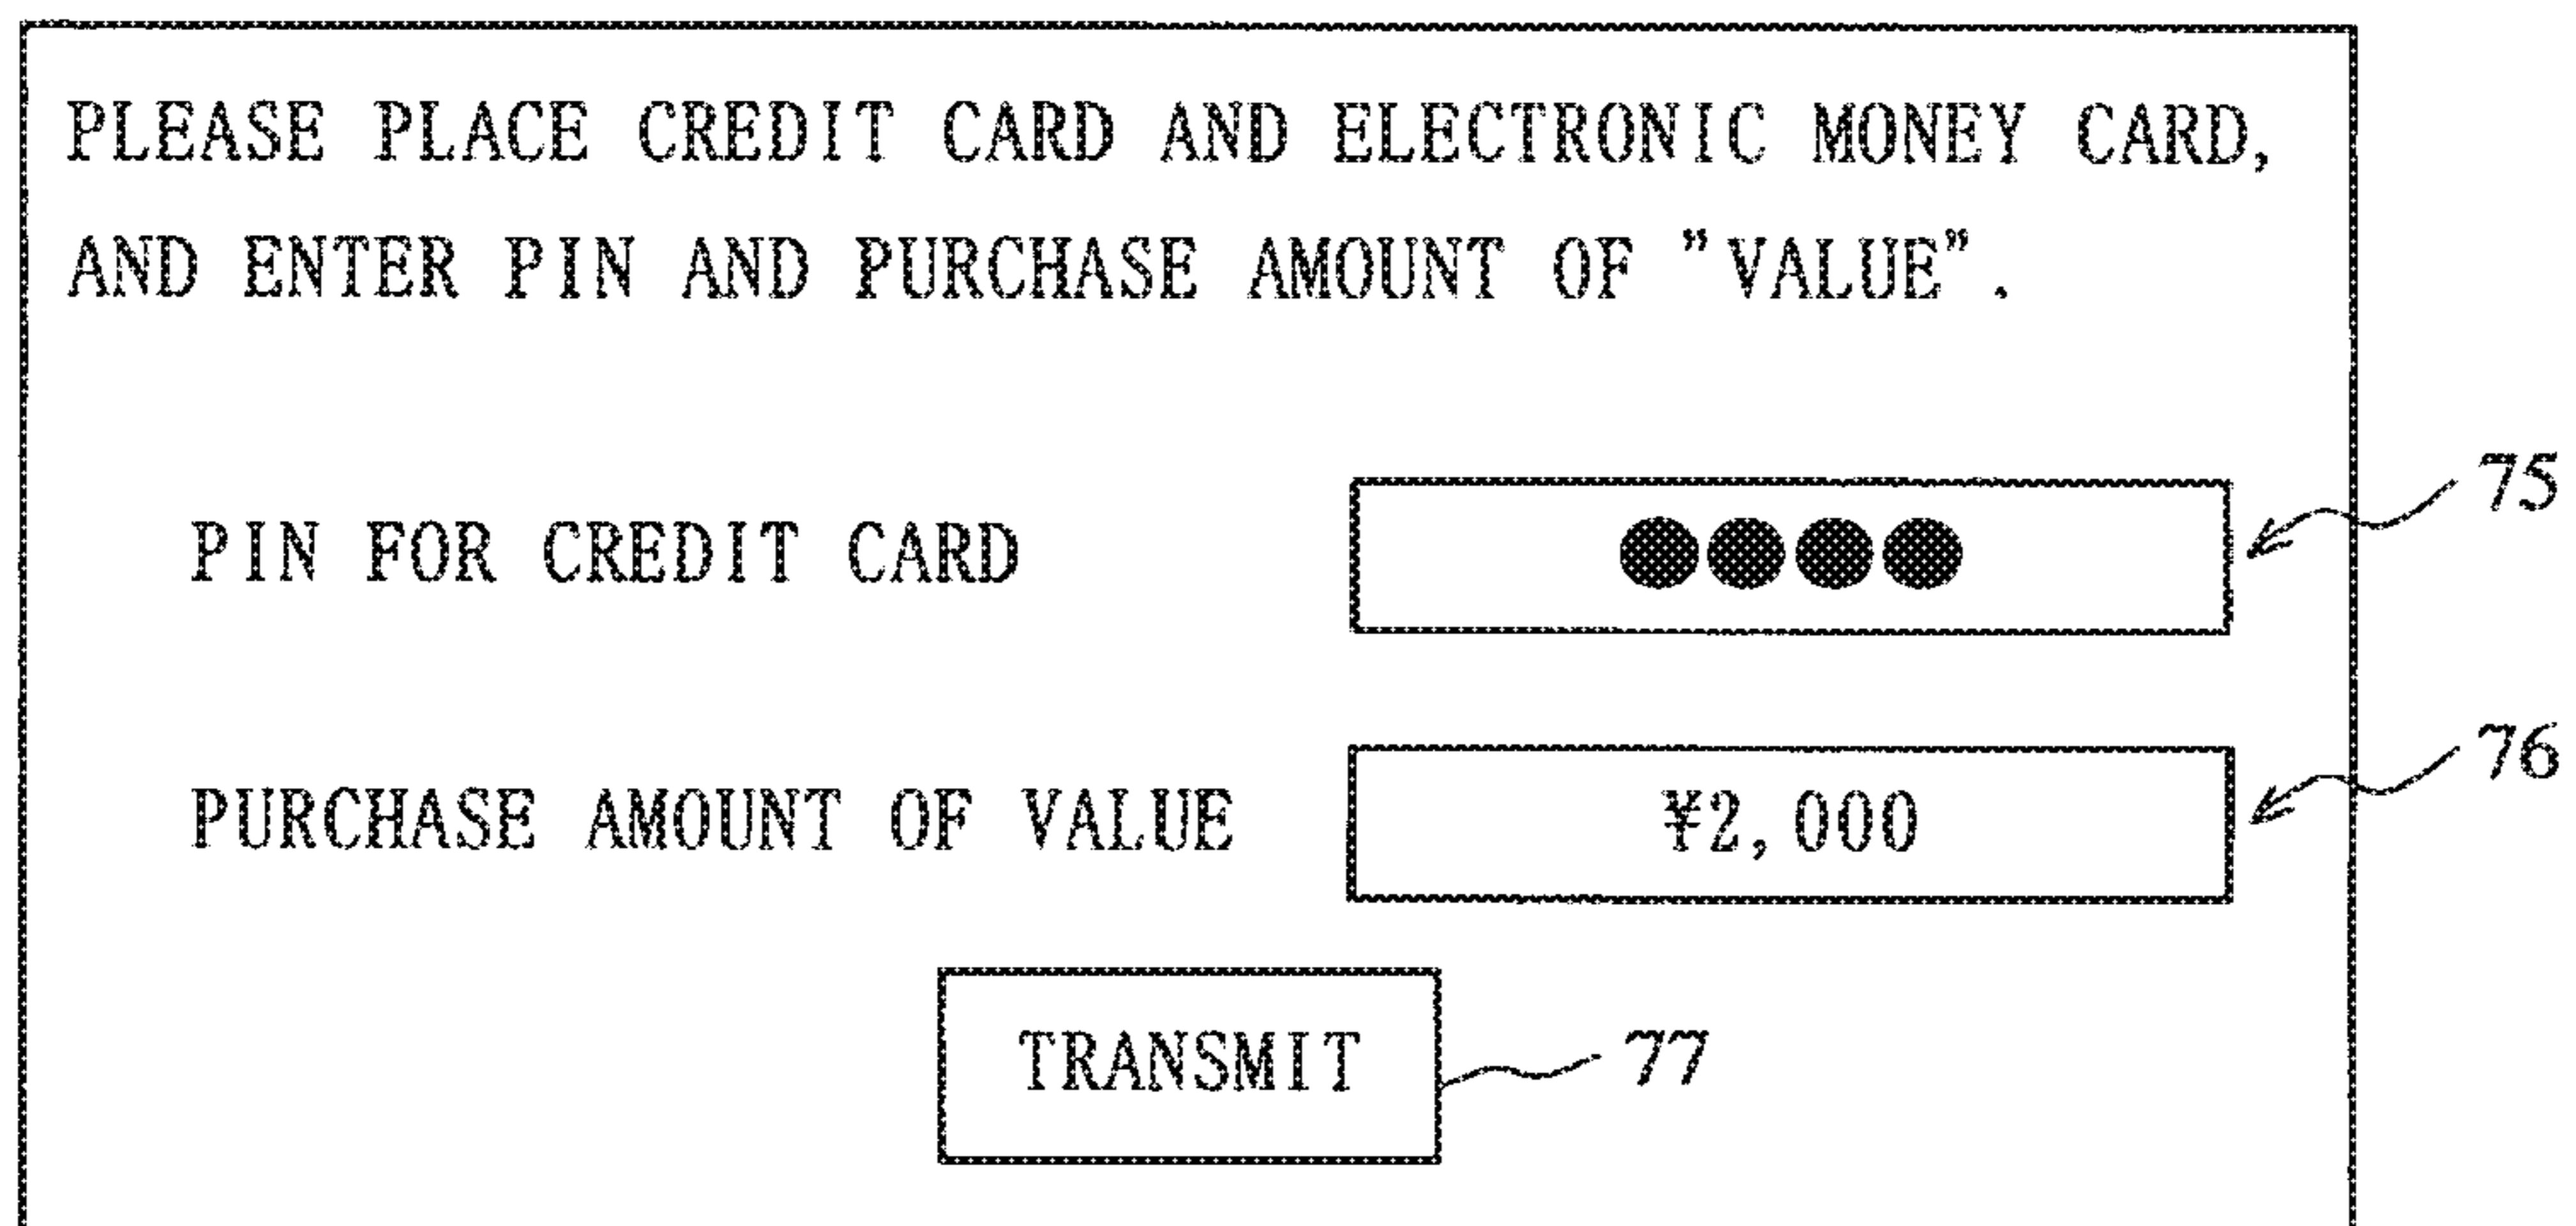 PLEASE PLACE CREDIT CARD AND ELECTRONIC MONEY CARD,
AND ENTER PIN AND PURCHASE AMOUNT OF "VALUE".
PIN FOR CREDIT CARD ●●●● 75
PURCHASE AMOUNT OF VALUE ¥2,000 76
TRANSMIT 77